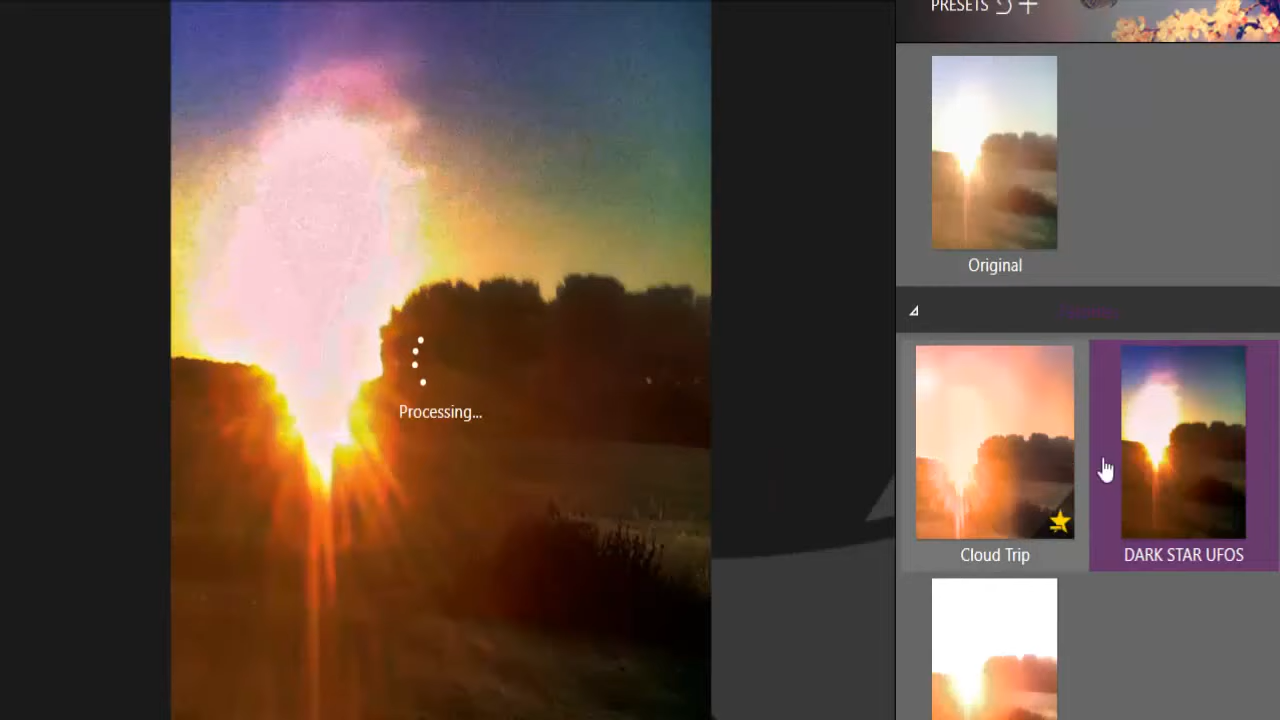 PRESETS
Original
Processing...
Cloud Trip
DARK STAR UFOS